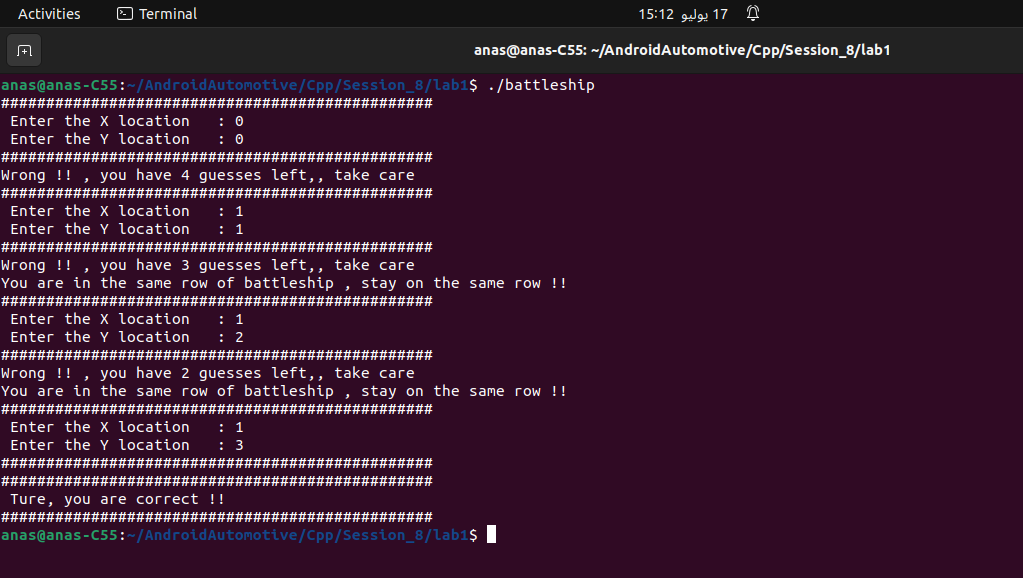 Activities Terminal 15:12 17 يوليو
anas@anas-C55: ~/AndroidAutomotive/Cpp/Session_8/lab1
anas@anas-C55:~/AndroidAutomotive/Cpp/Session_8/lab1$ ./battleship
################################################
 Enter the X location   : 0
 Enter the Y location   : 0
################################################
Wrong !! , you have 4 guesses left,, take care
################################################
 Enter the X location   : 1
 Enter the Y location   : 1
################################################
Wrong !! , you have 3 guesses left,, take care
You are in the same row of battleship , stay on the same row !!
################################################
 Enter the X location   : 1
 Enter the Y location   : 2
################################################
Wrong !! , you have 2 guesses left,, take care
You are in the same row of battleship , stay on the same row !!
################################################
 Enter the X location   : 1
 Enter the Y location   : 3
################################################
################################################
 Ture, you are correct !!
################################################
anas@anas-C55:~/AndroidAutomotive/Cpp/Session_8/lab1$